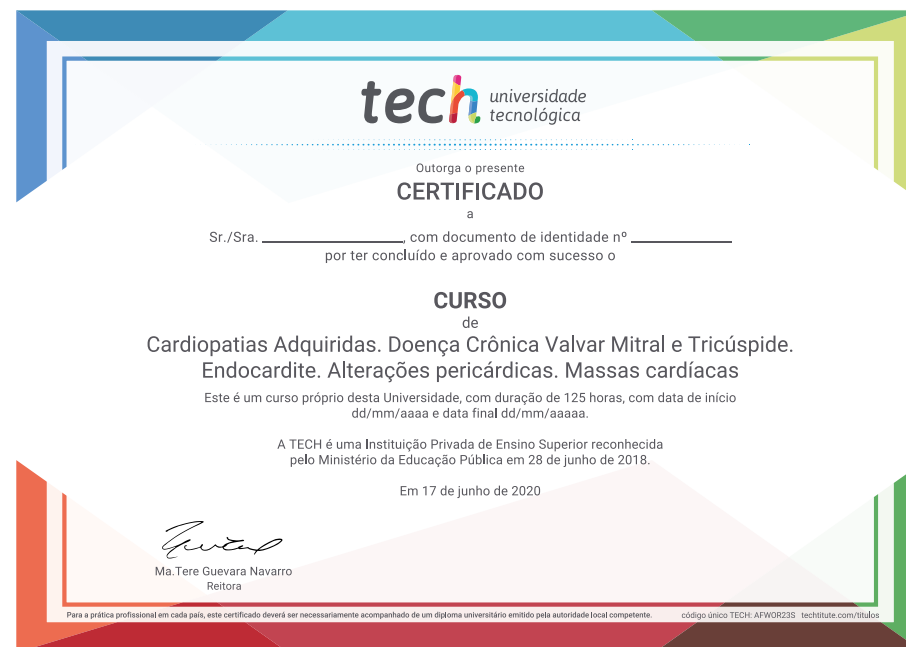 tech universidade
tecnológica
Outorga o presente
CERTIFICADO
a
Sr./Sra. ____________, com documento de identidade nº ____________
por ter concluído e aprovado com sucesso o
CURSO
de
Cardiopatias Adquiridas. Doença Crônica Valvar Mitral e Tricúspide.
Endocardite. Alterações pericárdicas. Massas cardíacas
Este é um curso próprio desta Universidade, com duração de 125 horas, com data de início
dd/mm/aaaa e data final dd/mm/aaaaa.
A TECH é uma Instituição Privada de Ensino Superior reconhecida
pelo Ministério da Educação Pública em 28 de junho de 2018.
Em 17 de junho de 2020
Ma.Tere Guevara Navarro
Reitora
Para a prática profissional em cada país, este certificado deverá ser necessariamente acompanhado de um diploma universitário emitido pela autoridade local competente. código único TECH: AFWOR23S techtitute.com/titulos